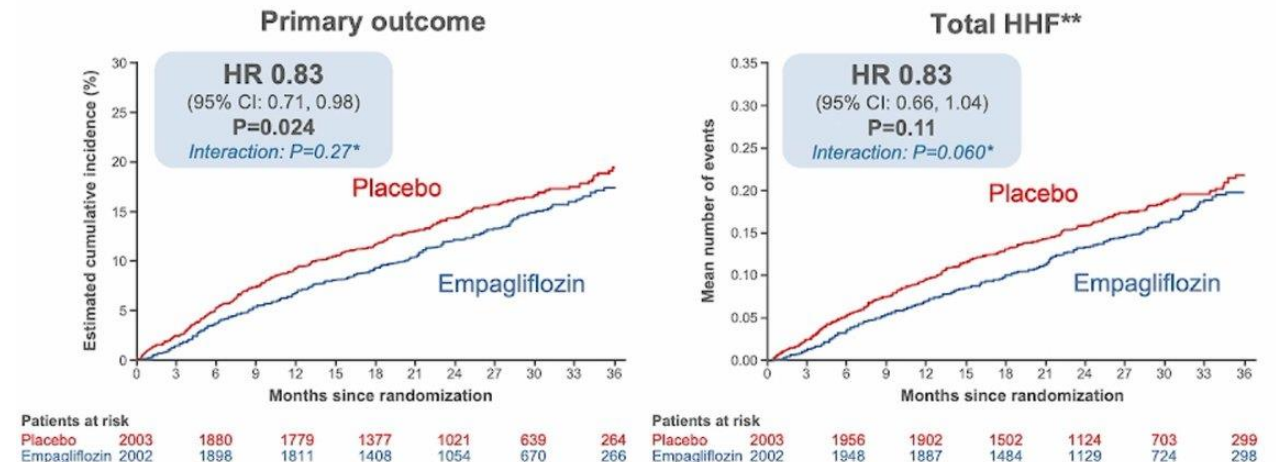 Primary outcome
Estimated cumulative incidence (%)
30
25
20
15
10
5
0
HR 0.83
(95% CI: 0.71, 0.98)
P=0.024
Interaction: P=0.27*
Placebo
Empagliflozin
0 3 6 9 12 15 18 21 24 27 30 33 36
Months since randomization
Patients at risk
Placebo 2003 1880 1779 1377 1021 639 264
Empagliflozin 2002 1898 1811 1408 1054 670 266
Total HHF**
Mean number of events
0.35
0.30
0.25
0.20
0.15
0.10
0.05
0.00
HR 0.83
(95% CI: 0.66, 1.04)
P=0.11
Interaction: P=0.060*
Placebo
Empagliflozin
0 3 6 9 12 15 18 21 24 27 30 33 36
Months since randomization
Patients at risk
Placebo 2003 1956 1902 1502 1124 703 299
Empagliflozin 2002 1948 1887 1484 1129 724 298